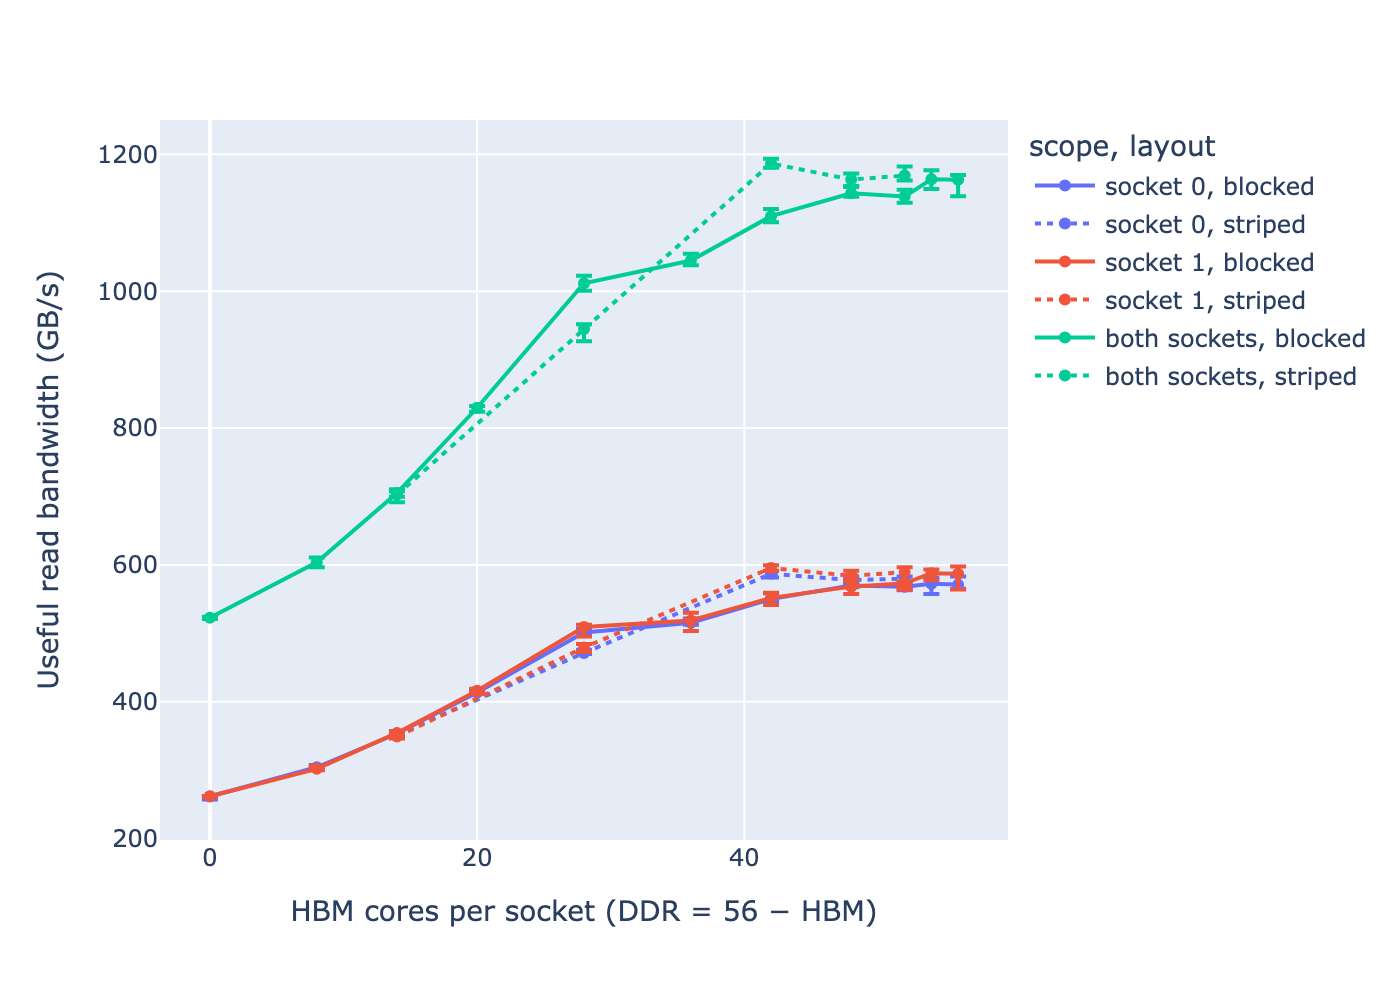 scope, layout
socket 0, blocked
socket 0, striped
socket 1, blocked
socket 1, striped
both sockets, blocked
both sockets, striped
Useful read bandwidth (GB/s)
1200
1000
800
600
400
200
0
20
40
HBM cores per socket (DDR = 56 − HBM)